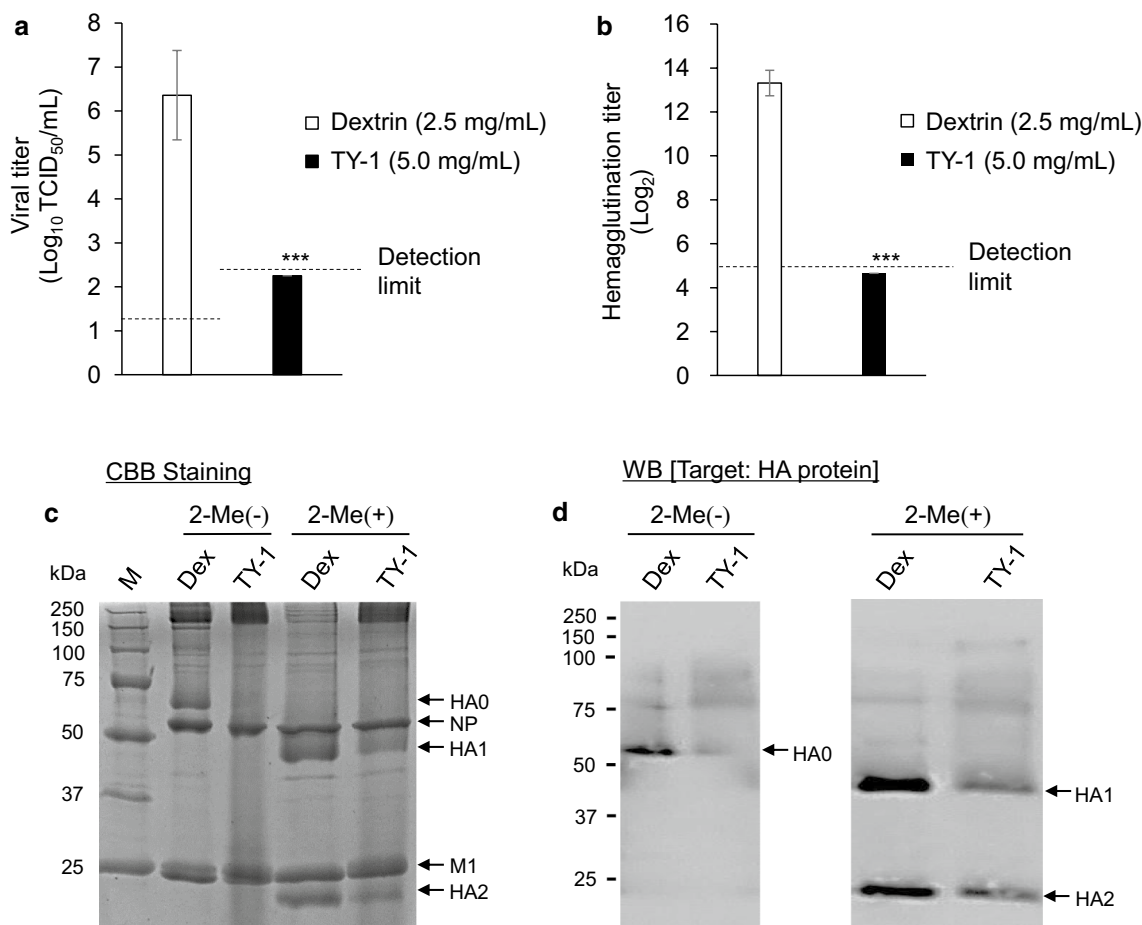 a
8
7
6
5
4
3
2
1
0
Viral titer
(Log10 TCID50/mL)
Dextrin (2.5 mg/mL)
TY-1 (5.0 mg/mL)
***
Detection
limit
b
16
14
12
10
8
6
4
2
0
Hemagglutination titer
(Log2)
Dextrin (2.5 mg/mL)
TY-1 (5.0 mg/mL)
***
Detection
limit
CBB Staining
c
2-Me(-) 2-Me(+)
kDa M Dex TY-1 Dex TY-1
250
150
100
75
50
37
25
HA0
NP
HA1
M1
HA2
WB [Target: HA protein]
d
2-Me(-) 2-Me(+)
kDa Dex TY-1 Dex TY-1
250
150
100
75
50
37
25
HA0
HA1
HA2